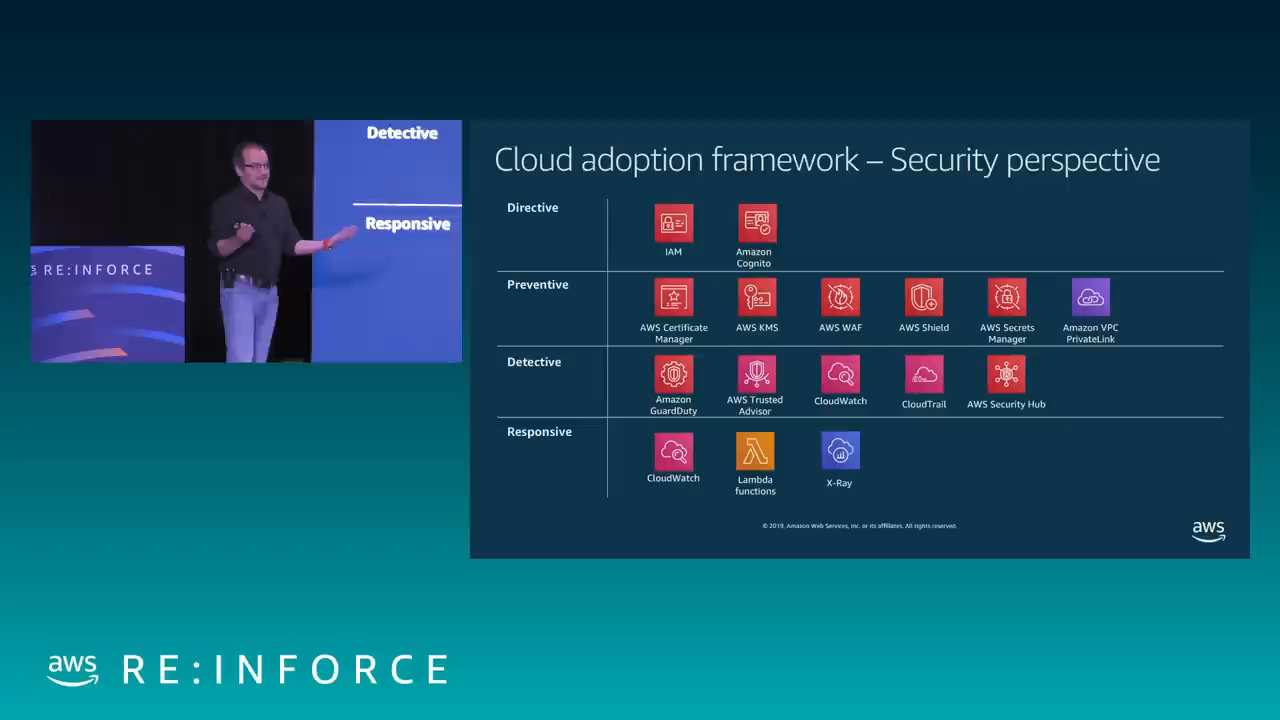 Detective
Responsive
RE:INFORCE
Cloud adoption framework – Security perspective
Directive
IAM
Amazon
Cognito
Preventive
AWS Certificate
Manager
AWS KMS
AWS WAF
AWS Shield
AWS Secrets
Manager
Amazon VPC
PrivateLink
Detective
Amazon
GuardDuty
AWS Trusted
Advisor
CloudWatch
CloudTrail
AWS Security Hub
Responsive
CloudWatch
Lambda
functions
X-Ray
© 2019, Amazon Web Services, Inc. or its affiliates. All rights reserved.
aws
aws RE:INFORCE